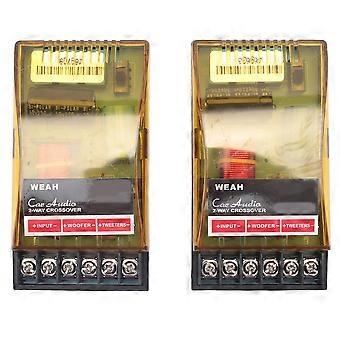 WEAH
Car Audio
2-WAY CROSSOVER
+INPUT- +WOOFER- +TWEETERS-
WEAH
Car Audio
2-WAY CROSSOVER
+INPUT- +WOOFER- +TWEETERS-